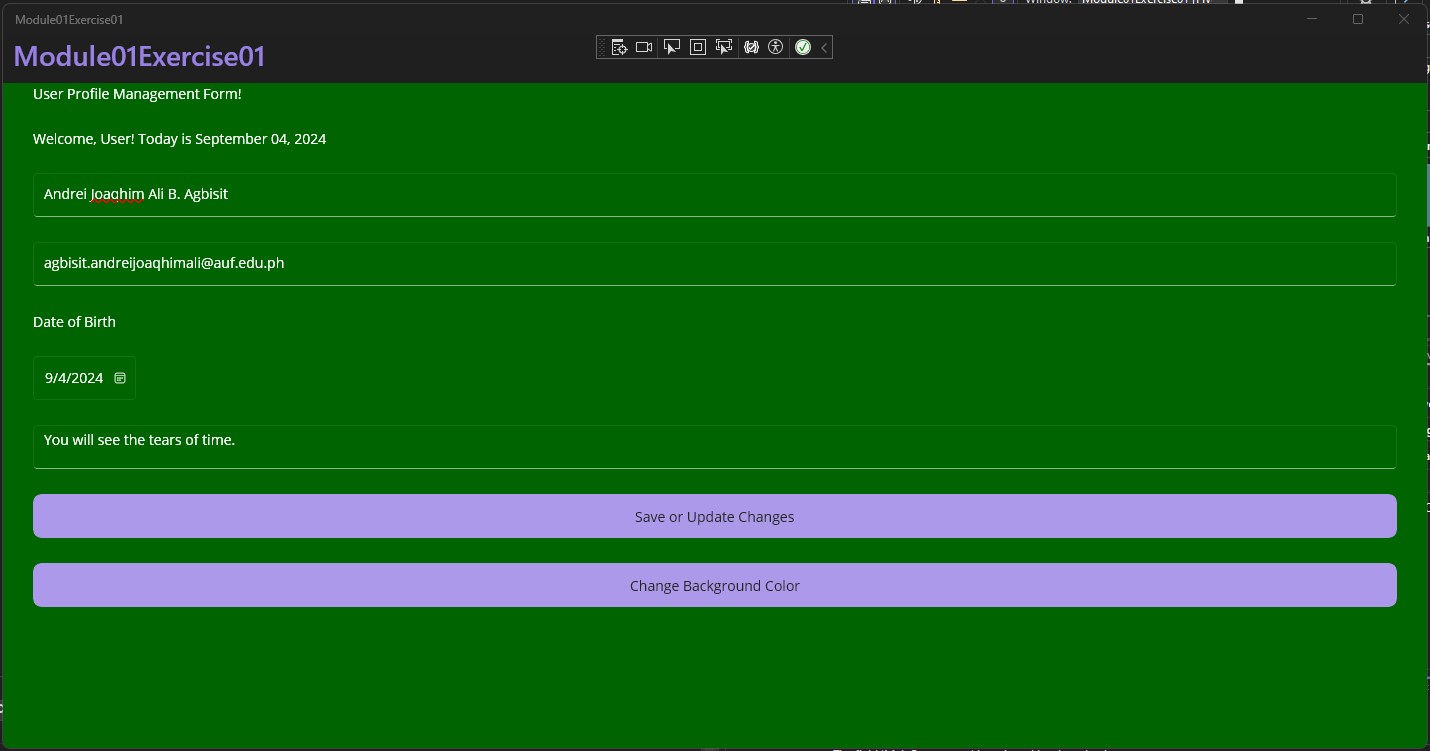 Window:
Module01Exercise01
Module01Exercise01
User Profile Management Form!
Welcome, User! Today is September 04, 2024
Andrei Joaqhim Ali B. Agbisit
agbisit.andreijoaqhimali@auf.edu.ph
Date of Birth
9/4/2024
You will see the tears of time.
Save or Update Changes
Change Background Color